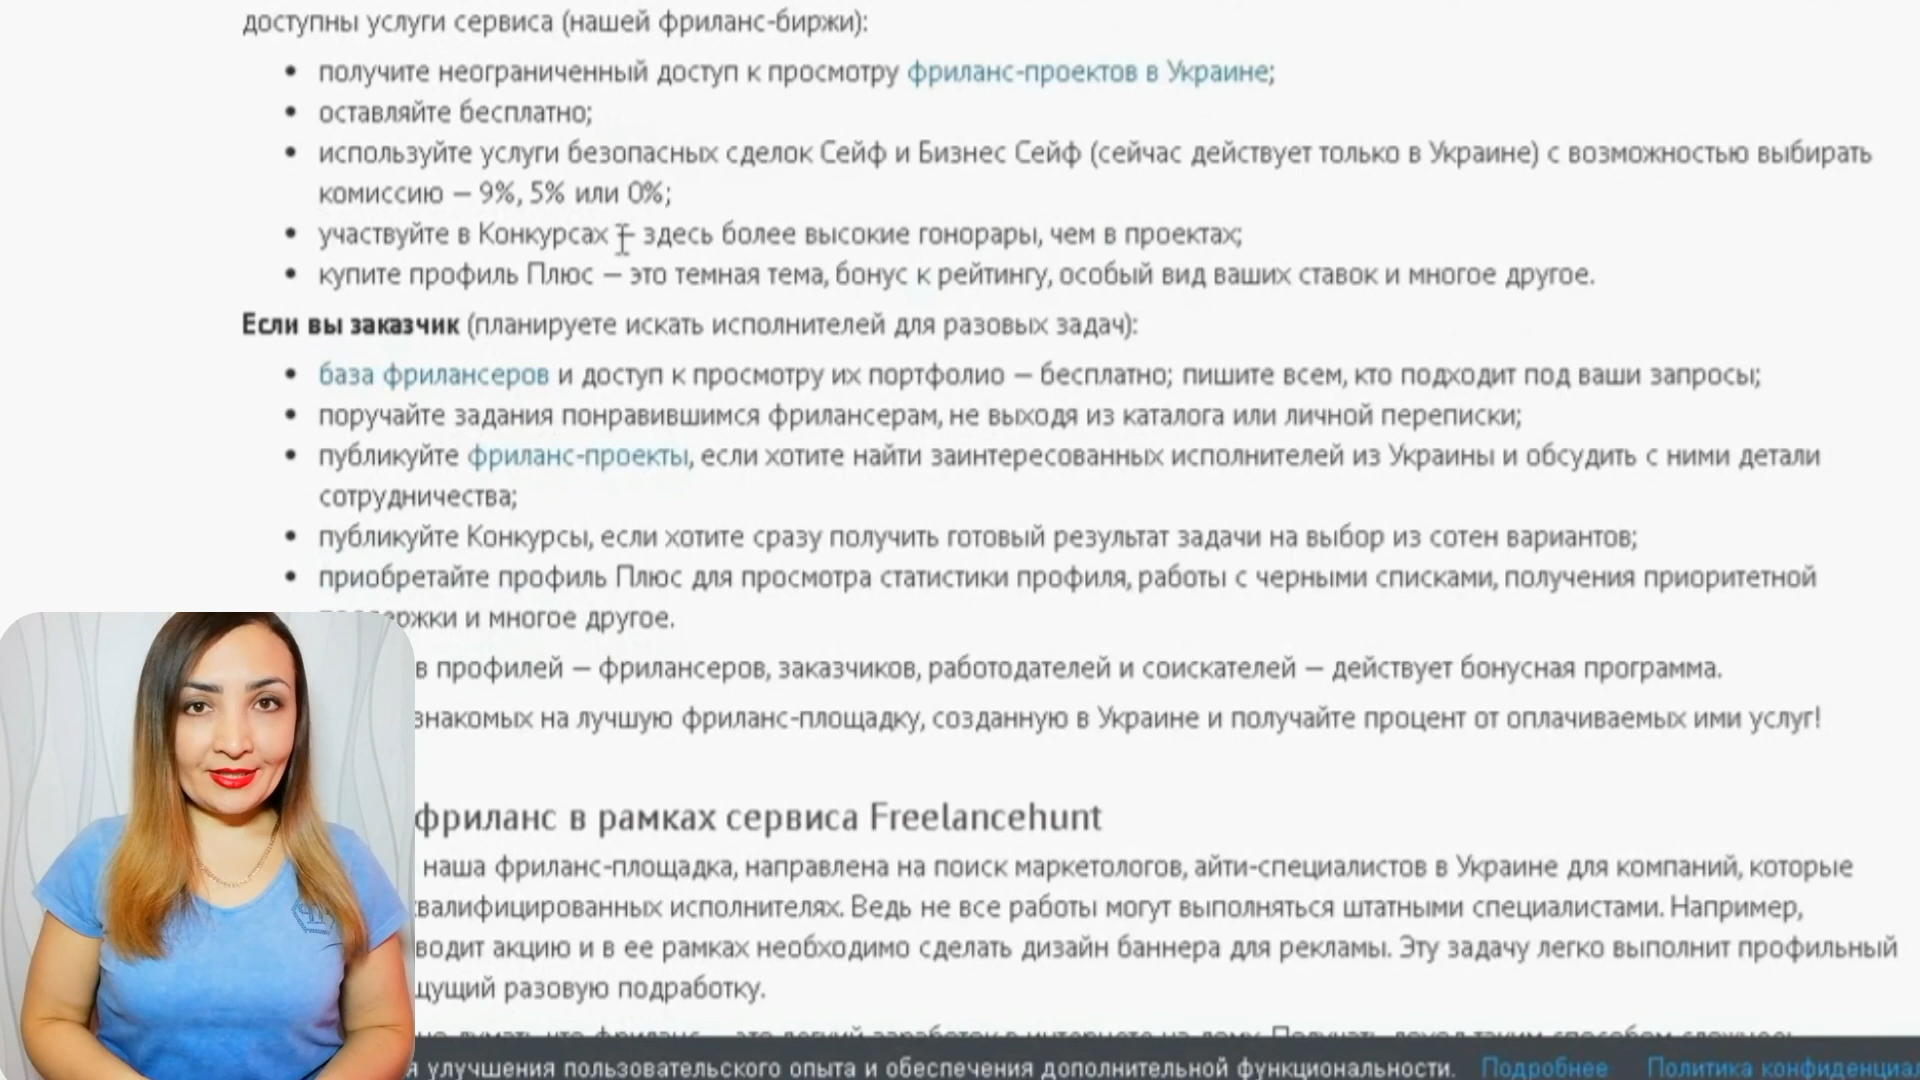 доступны услуги сервиса (нашей фриланс-биржи):
• получите неограниченный доступ к просмотру фриланс-проектов в Украине;
• оставляйте бесплатно;
• используйте услуги безопасных сделок Сейф и Бизнес Сейф (сейчас действует только в Украине) с возможностью выбирать
комиссию — 9%, 5% или 0%;
• участвуйте в Конкурсах — здесь более высокие гонорары, чем в проектах;
• купите профиль Плюс — это темная тема, бонус к рейтингу, особый вид ваших ставок и многое другое.
Если вы заказчик (планируете искать исполнителей для разовых задач):
• база фрилансеров и доступ к просмотру их портфолио — бесплатно; пишите всем, кто подходит под ваши запросы;
• поручайте задания понравившимся фрилансерам, не выходя из каталога или личной переписки;
• публикуйте фриланс-проекты, если хотите найти заинтересованных исполнителей из Украины и обсудить с ними детали
сотрудничества;
• публикуйте Конкурсы, если хотите сразу получить готовый результат задачи на выбор из сотен вариантов;
• приобретайте профиль Плюс для просмотра статистики профиля, работы с черными списками, получения приоритетной
и многое другое.
в профилей — фрилансеров, заказчиков, работодателей и соискателей — действует бонусная программа.
знакомых на лучшую фриланс-площадку, созданную в Украине и получайте процент от оплачиваемых ими услуг!
фриланс в рамках сервиса Freelancehunt
наша фриланс-площадка, направлена на поиск маркетологов, айти-специалистов в Украине для компаний, которые
квалифицированных исполнителях. Ведь не все работы могут выполняться штатными специалистами. Например,
водит акцию и в ее рамках необходимо сделать дизайн баннера для рекламы. Эту задачу легко выполнит профильный
щущий разовую подработку.
я улучшения пользовательского опыта и обеспечения дополнительной функциональности. Подробнее Политика конфиденциал